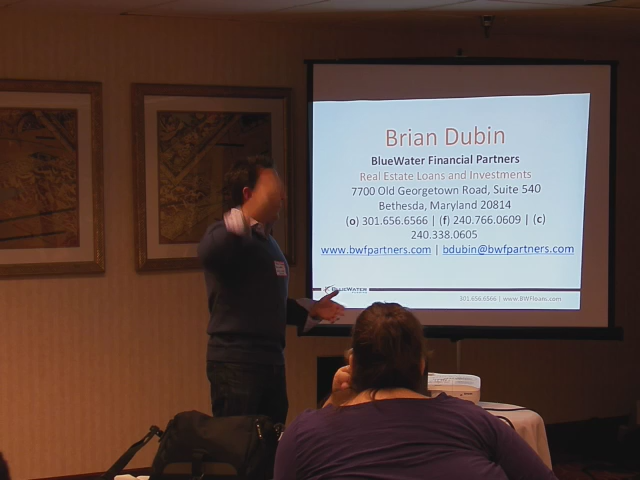 Brian Dubin
BlueWater Financial Partners
Real Estate Loans and Investments
7700 Old Georgetown Road, Suite 540
Bethesda, Maryland 20814
(o) 301.656.6566 | (f) 240.766.0609 | (c)
240.338.0605
www.bwfpartners.com | bdubin@bwfpartners.com
BLUEWATER
301.656.6566 | www.BWFloans.com